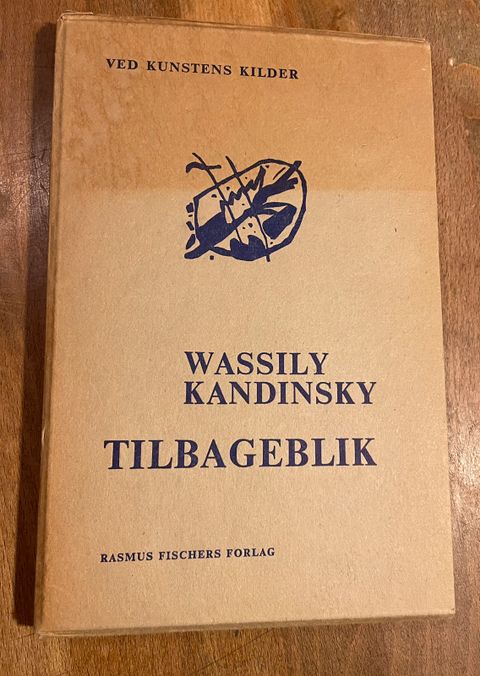 VED KUNSTENS KILDER
WASSILY
KANDINSKY
TILBAGEBLIK
RASMUS FISCHERS FORLAG